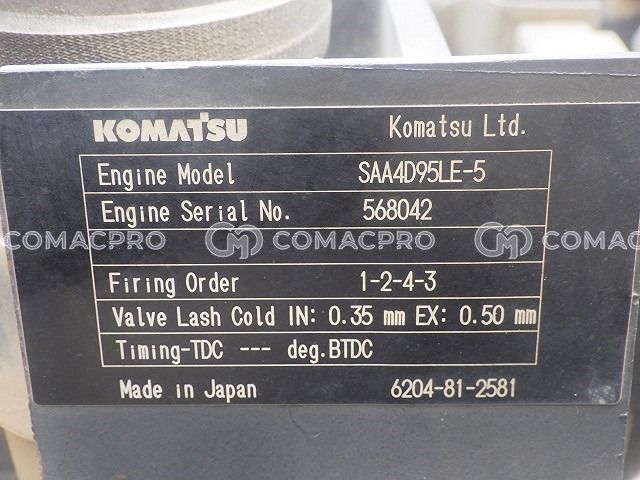 KOMATSU Komatsu Ltd.
Engine Model SAA4D95LE-5
Engine Serial No. 568042
COMACPRO COMACPRO COMACPRO
Firing Order 1-2-4-3
Valve Lash Cold IN: 0.35 mm EX: 0.50 mm
Timing-TDC --- deg.BTDC
Made in Japan 6204-81-2581